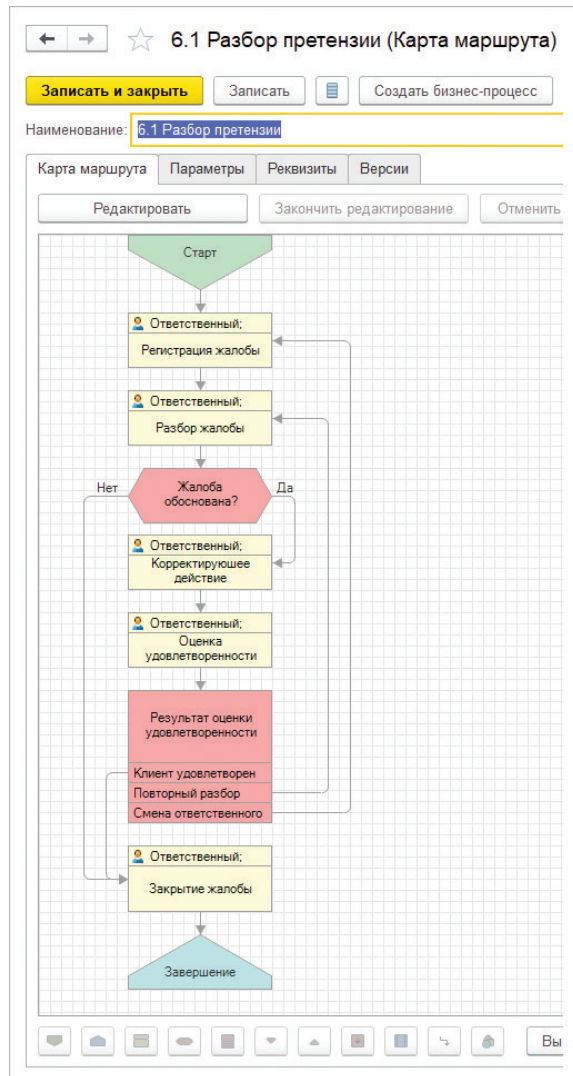 6.1 Разбор претензии (Карта маршрута)
Записать и закрыть
Записать
Создать бизнес-процесс
Наименование:
6.1 Разбор претензии
Карта маршрута
Параметры
Реквизиты
Версии
Редактировать
Закончить редактирование
Отменить
Старт
Ответственный;
Регистрация жалобы
Ответственный;
Разбор жалобы
Нет
Жалоба
обоснована?
Да
Ответственный;
Корректируюшее
действие
Ответственный;
Оценка
удовлетворенности
Результат оценки
удовлетворенности
Клиент удовлетворен
Повторный разбор
Смена ответственного
Ответственный;
Закрытие жалобы
Завершение
Вы